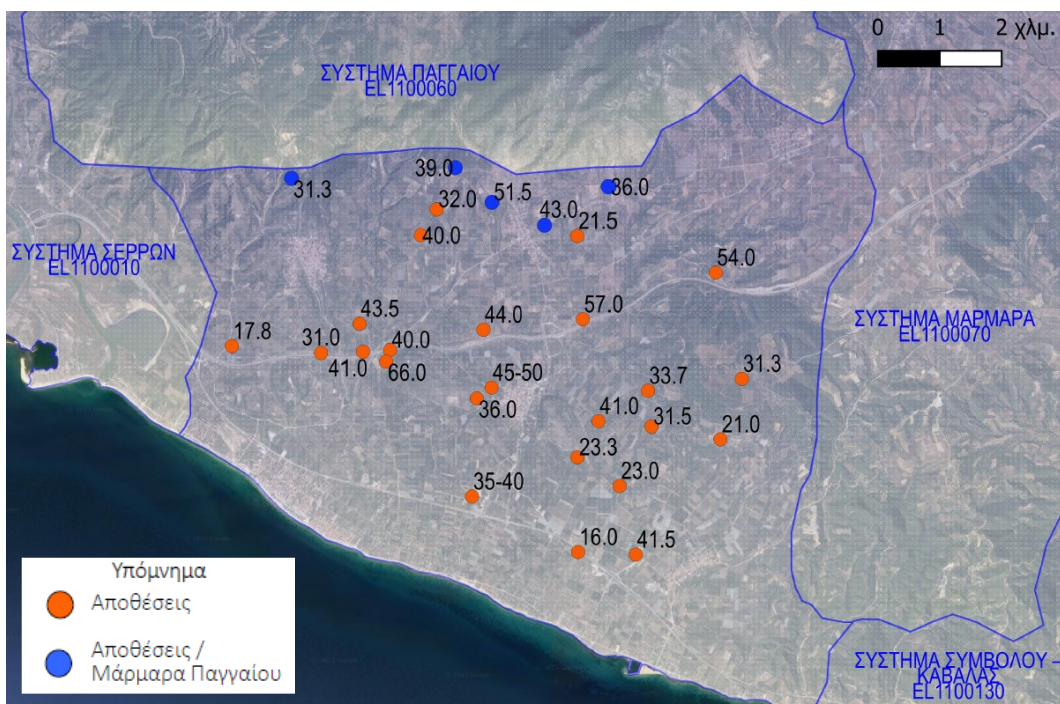 0 1 2 χλμ.
ΣΥΣΤΗΜΑ ΠΑΓΓΑΙΟΥ
EL1100060
39.0
31.3
51.5
36.0
32.0
43.0
21.5
40.0
ΣΥΣΤΗΜΑ ΣΕΡΡΩΝ
EL1100010
54.0
43.5
44.0
57.0
17.8
31.0
40.0
41.0
66.0
ΣΥΣΤΗΜΑ ΜΑΡΜΑΡΑ
EL1100070
45-50
33.7
31.3
36.0
41.0
31.5
21.0
23.3
35-40
23.0
16.0
41.5
Υπόμνημα
Αποθέσεις
Αποθέσεις /
Μάρμαρα Παγγαίου
ΣΥΣΤΗΜΑ ΣΥΜΒΟΛΟΥ –
ΚΑΒΑΛΑΣ
EL1100130